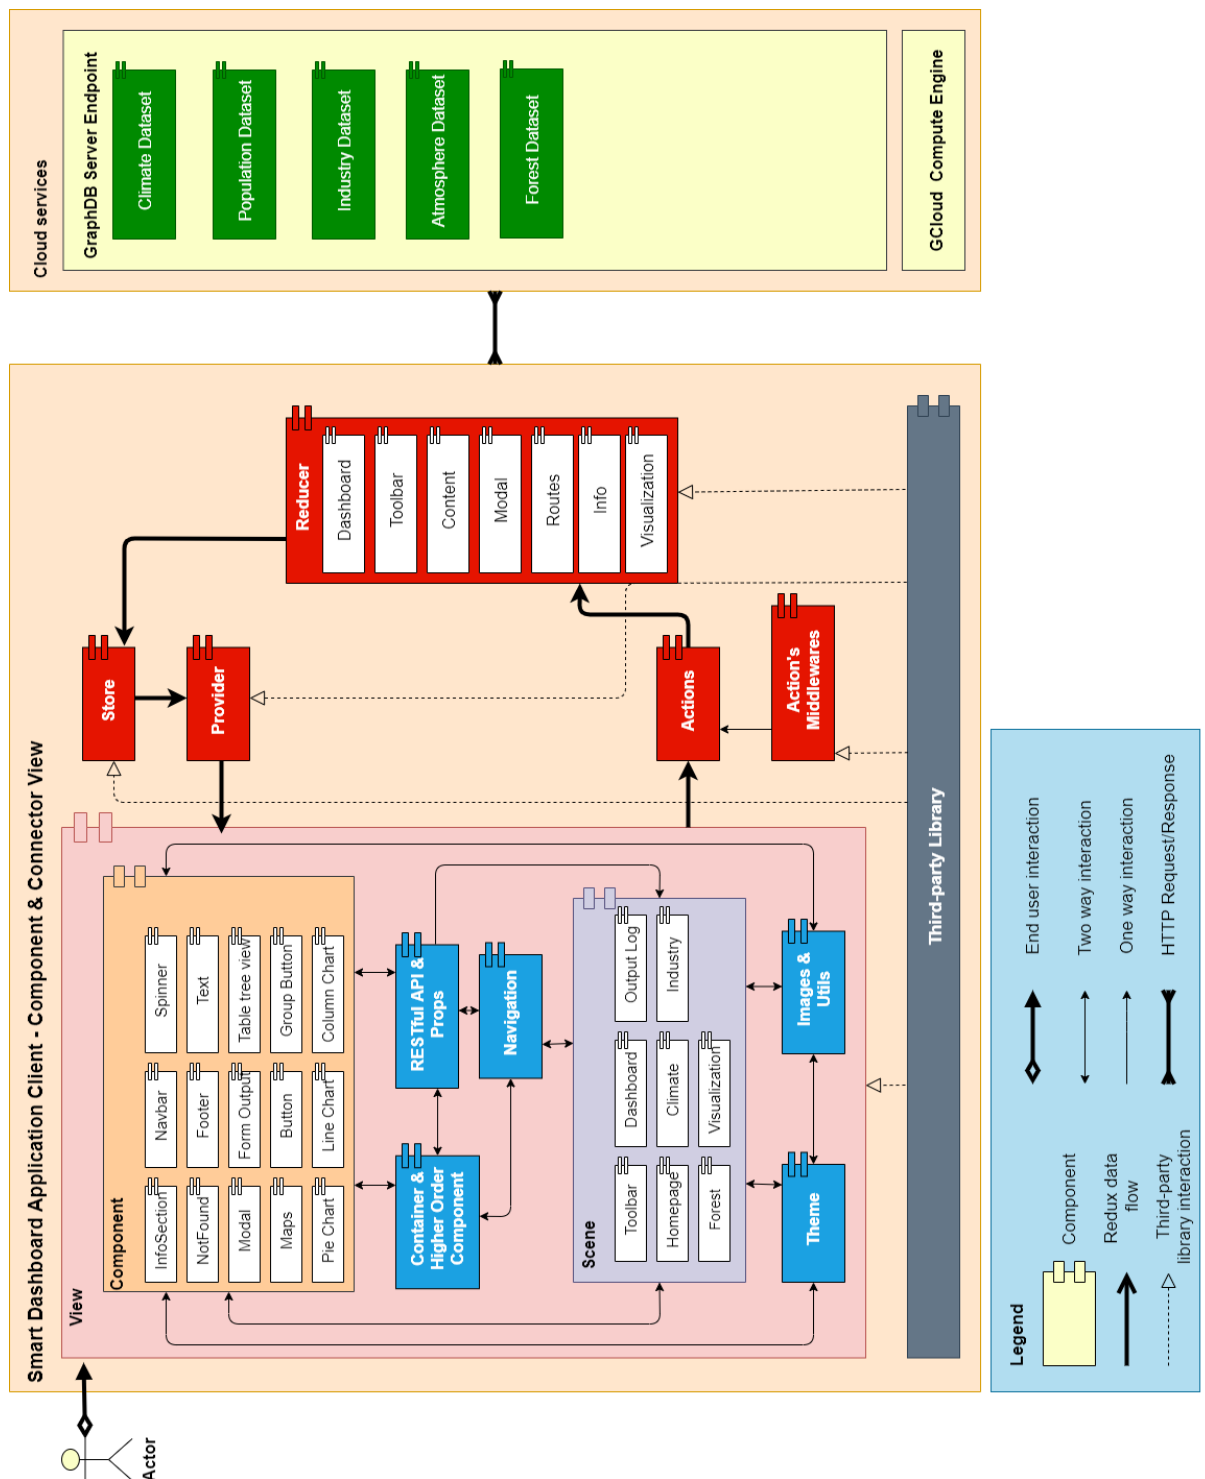 Smart Dashboard Application Client - Component & Connector View
Actor
View
Component
InfoSection
Navbar
Spinner
NotFound
Footer
Text
Modal
Form Output
Table tree view
Maps
Button
Group Button
Pie Chart
Line Chart
Column Chart
Container &
Higher Order
Component
RESTful API &
Props
Navigation
Scene
Toolbar
Dashboard
Output Log
Homepage
Climate
Industry
Forest
Visualization
Theme
Images &
Utils
Store
Provider
Actions
Action's
Middlewares
Reducer
Dashboard
Toolbar
Content
Modal
Routes
Info
Visualization
Third-party Library
Cloud services
GraphDB Server Endpoint
Climate Dataset
Population Dataset
Industry Dataset
Atmosphere Dataset
Forest Dataset
GCloud Compute Engine
Legend
Component
Redux data
flow
Third-party
library interaction
End user interaction
Two way interaction
One way interaction
HTTP Request/Response